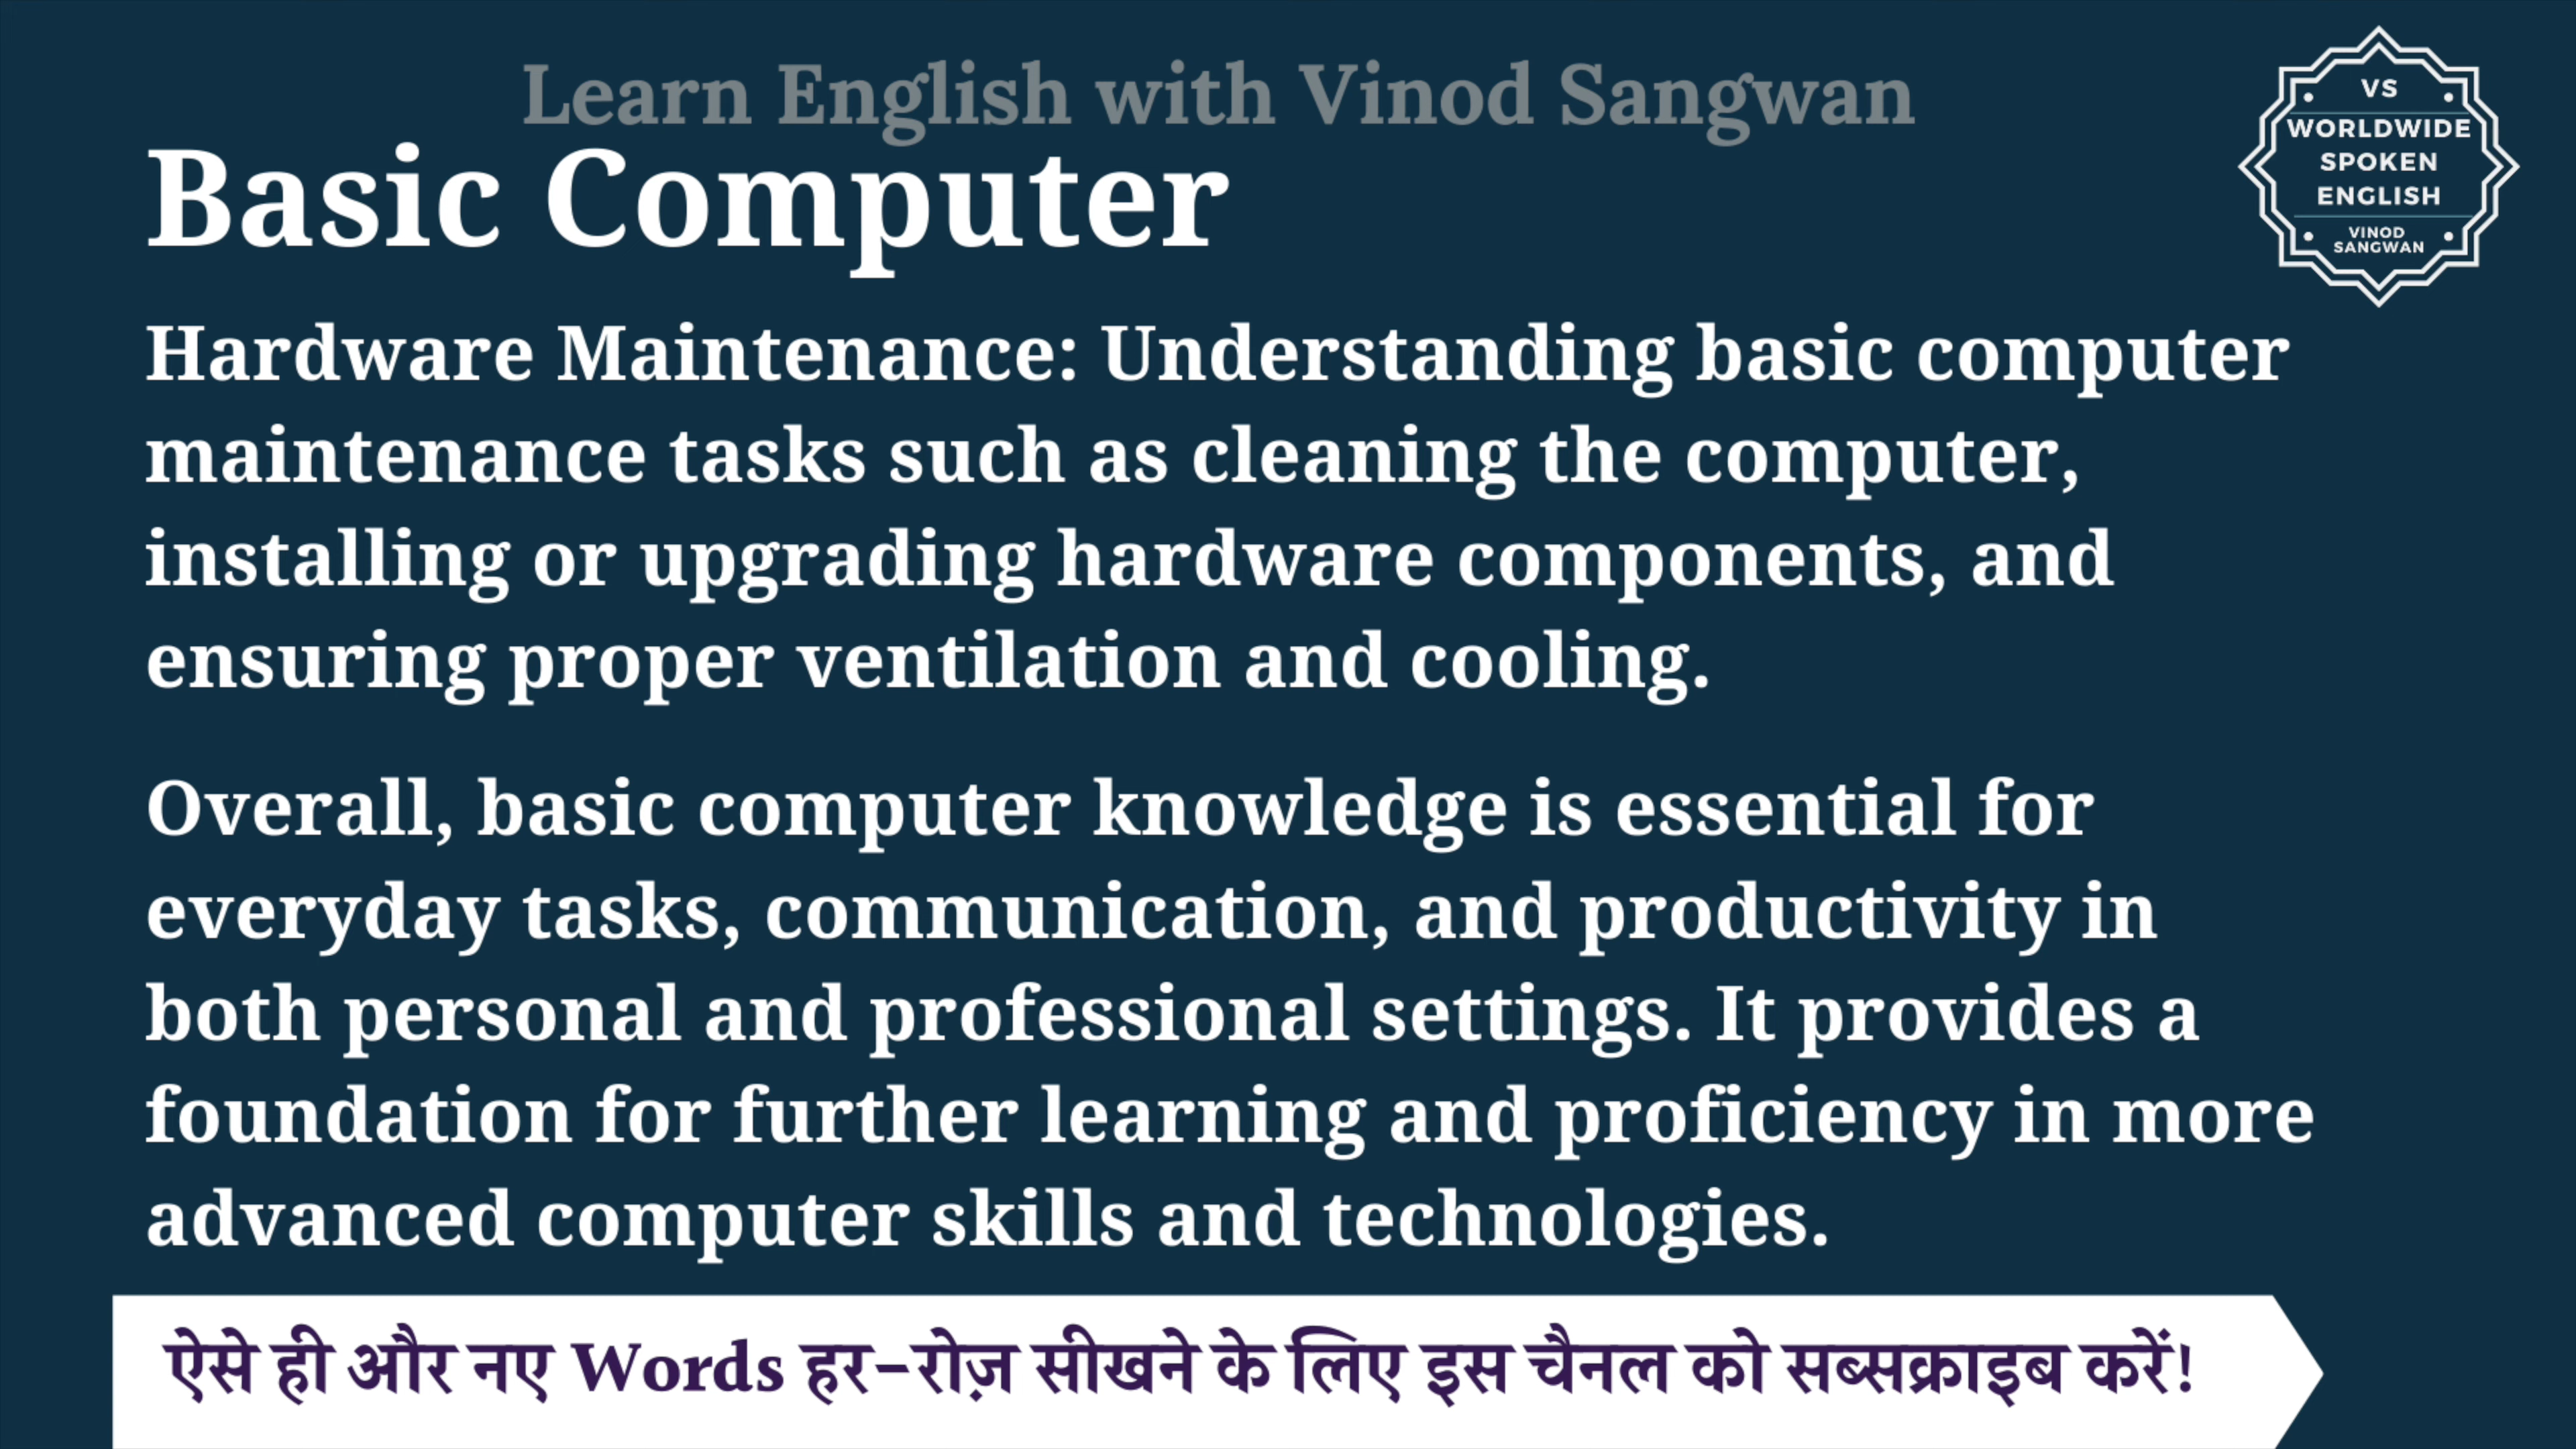 Learn English with Vinod Sangwan
VS
WORLDWIDE
SPOKEN
ENGLISH
VINOD
SANGWAN
Basic Computer
Hardware Maintenance: Understanding basic computer
maintenance tasks such as cleaning the computer,
installing or upgrading hardware components, and
ensuring proper ventilation and cooling.
Overall, basic computer knowledge is essential for
everyday tasks, communication, and productivity in
both personal and professional settings. It provides a
foundation for further learning and proficiency in more
advanced computer skills and technologies.
ऐसे ही और नए Words हर-रोज़ सीखने के लिए इस चैनल को सब्सक्राइब करें!